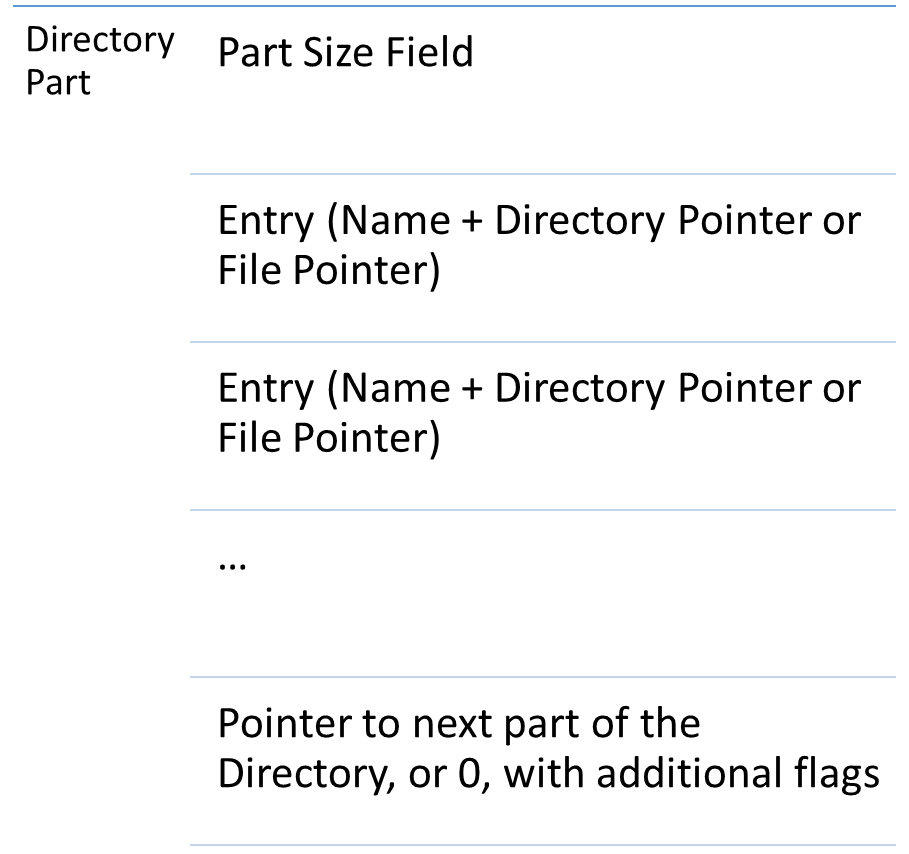 Directory
Part
Part Size Field
Entry (Name + Directory Pointer or
File Pointer)
Entry (Name + Directory Pointer or
File Pointer)
...
Pointer to next part of the
Directory, or 0, with additional flags